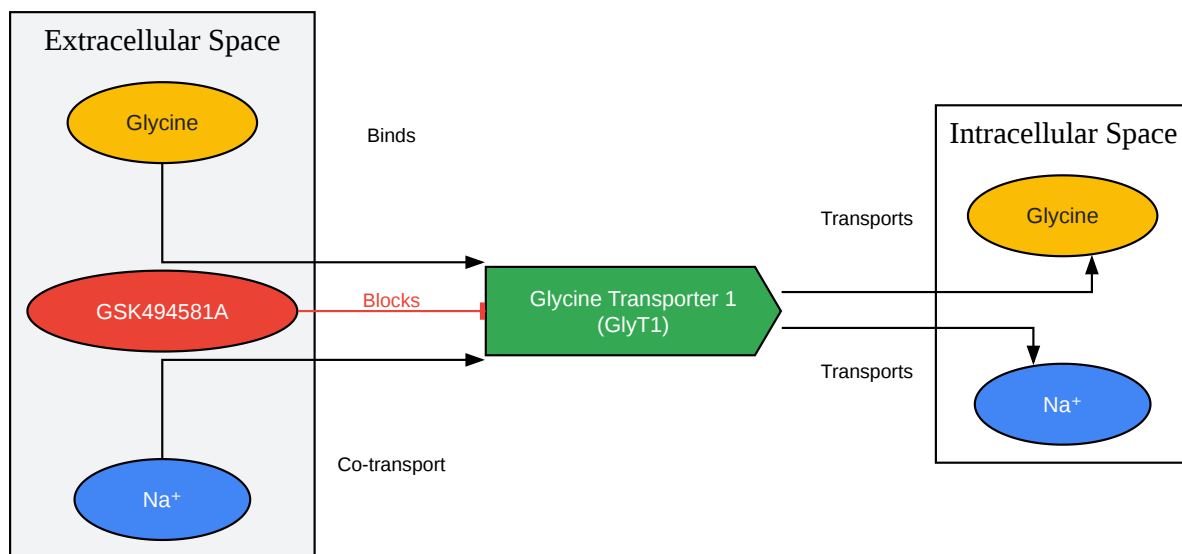 Extracellular Space
Glycine
Binds
GSK494581A
Blocks
Na⁺
Co-transport
Glycine Transporter 1
(GlyT1)
Transports
Transports
Intracellular Space
Glycine
Na⁺